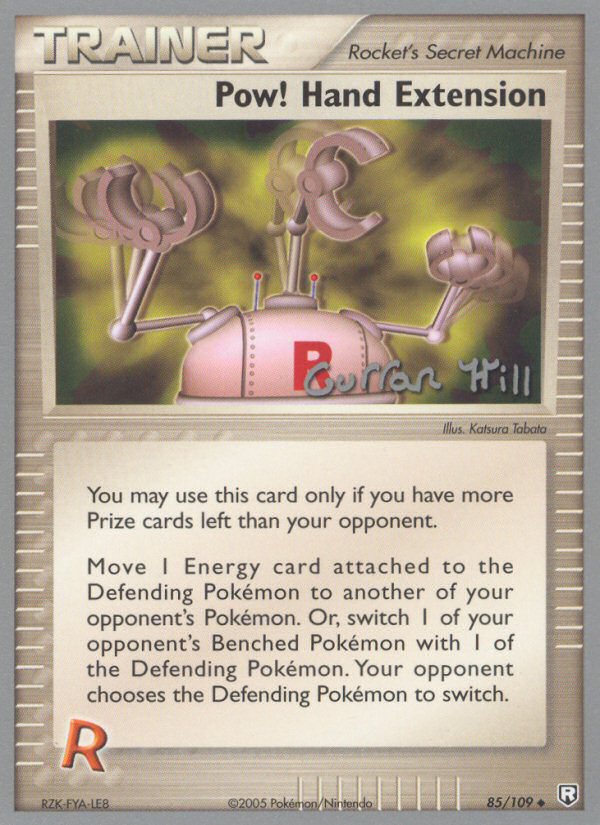 TRAINER
Rocket's Secret Machine
Pow! Hand Extension
R
Curran Hill
Illus. Katsura Tabata
You may use this card only if you have more
Prize cards left than your opponent.
Move 1 Energy card attached to the
Defending Pokémon to another of your
opponent's Pokémon. Or, switch 1 of your
opponent's Benched Pokémon with 1 of
the Defending Pokémon. Your opponent
chooses the Defending Pokémon to switch.
R
RZK-FYA-LE8
©2005 Pokémon/Nintendo
85/109
R